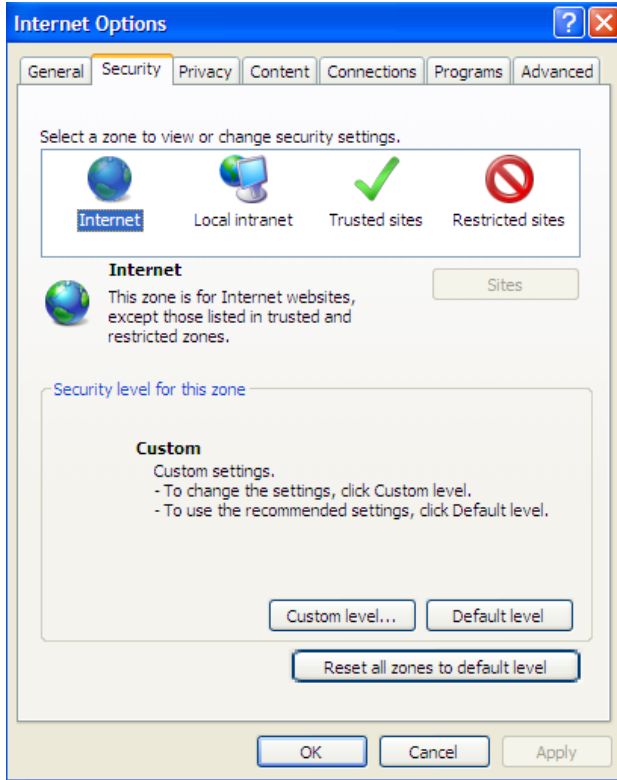 Internet Options
General Security Privacy Content Connections Programs Advanced
Select a zone to view or change security settings.
Internet Local intranet Trusted sites Restricted sites
Internet
This zone is for Internet websites,
except those listed in trusted and
restricted zones.
Sites
Security level for this zone
Custom
Custom settings.
- To change the settings, click Custom level.
- To use the recommended settings, click Default level.
Custom level... Default level
Reset all zones to default level
OK Cancel Apply